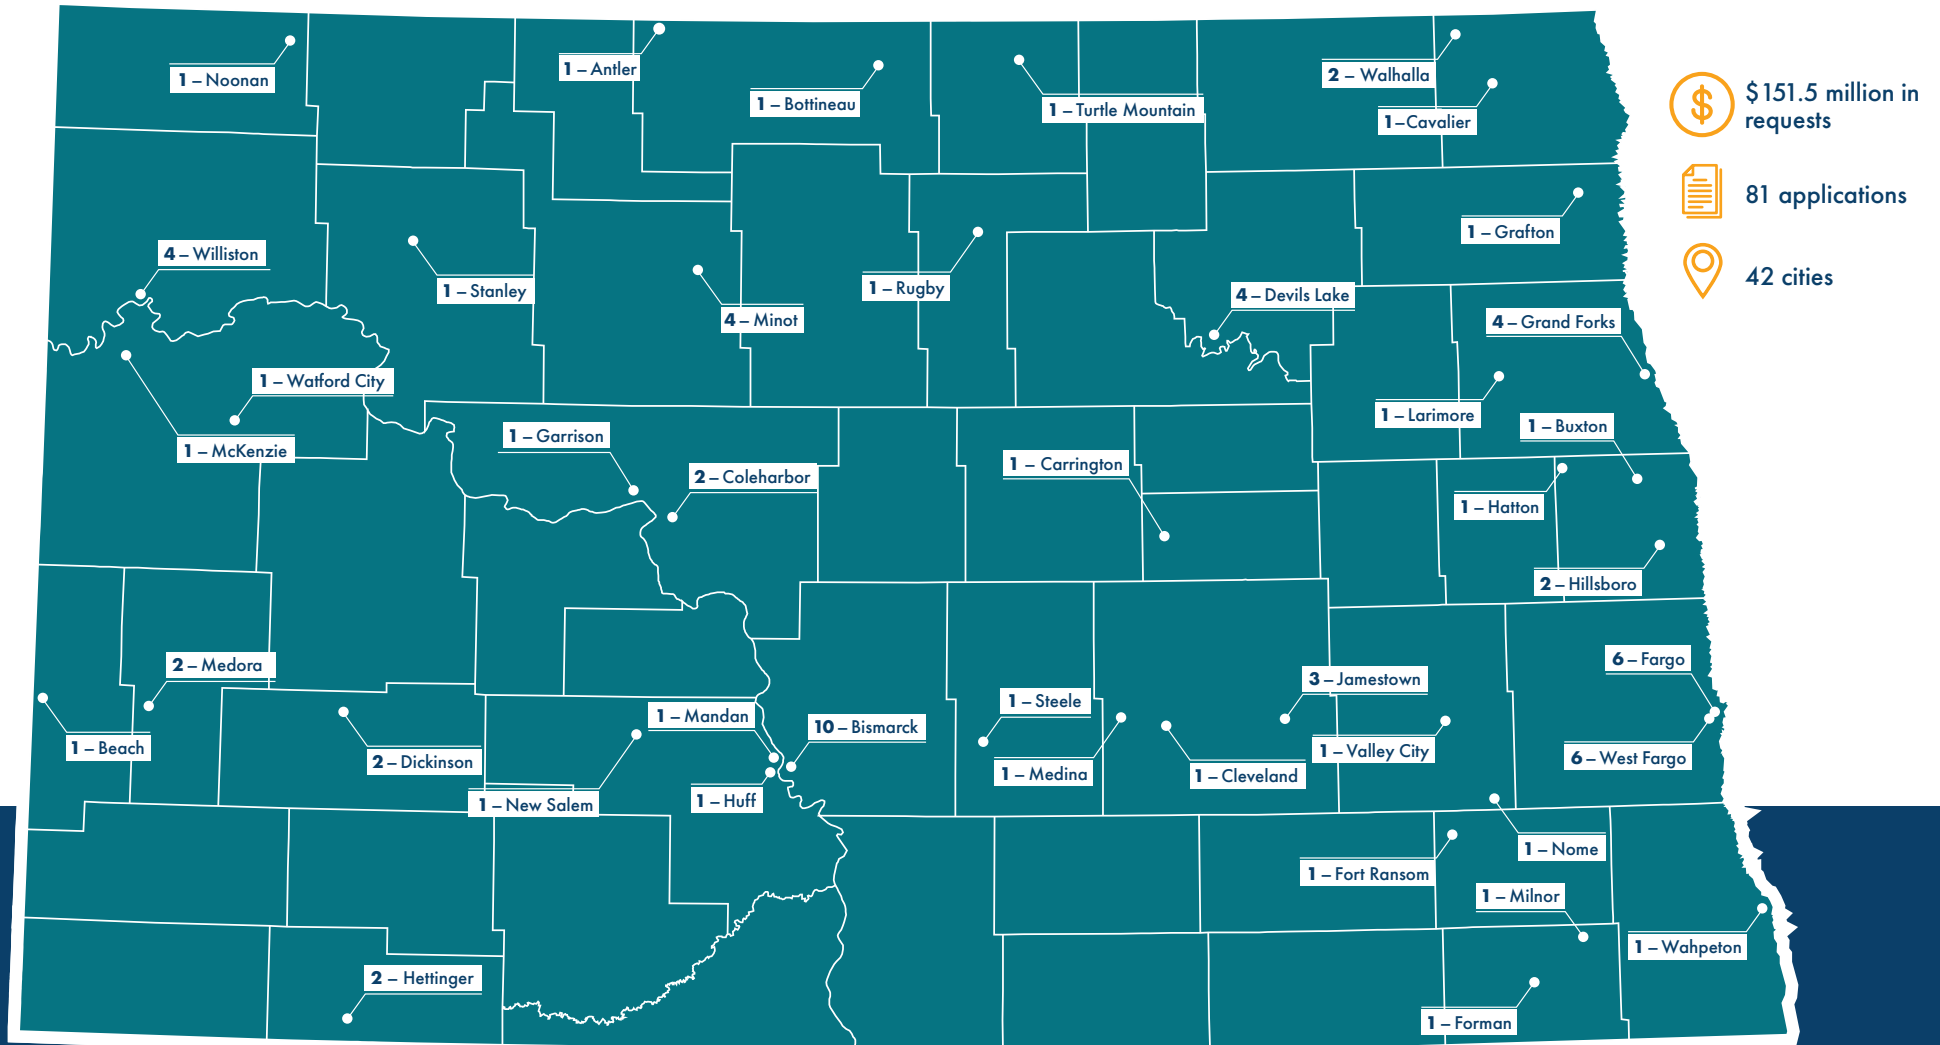 1 – Noonan
1 – Antler
1 – Bottineau
1 – Turtle Mountain
2 – Walhalla
1 – Cavalier
$151.5 million in
requests
81 applications
42 cities
1 – Grafton
4 – Williston
1 – Stanley
4 – Minot
1 – Rugby
4 – Devils Lake
4 – Grand Forks
1 – Watford City
1 – McKenzie
1 – Larimore
1 – Buxton
1 – Garrison
2 – Coleharbor
1 – Carrington
1 – Hatton
2 – Hillsboro
2 – Medora
1 – Beach
2 – Dickinson
1 – New Salem
1 – Mandan
10 – Bismarck
1 – Huff
1 – Steele
1 – Medina
1 – Cleveland
3 – Jamestown
1 – Valley City
6 – Fargo
6 – West Fargo
1 – Nome
1 – Fort Ransom
1 – Milnor
1 – Wahpeton
2 – Hettinger
1 – Forman